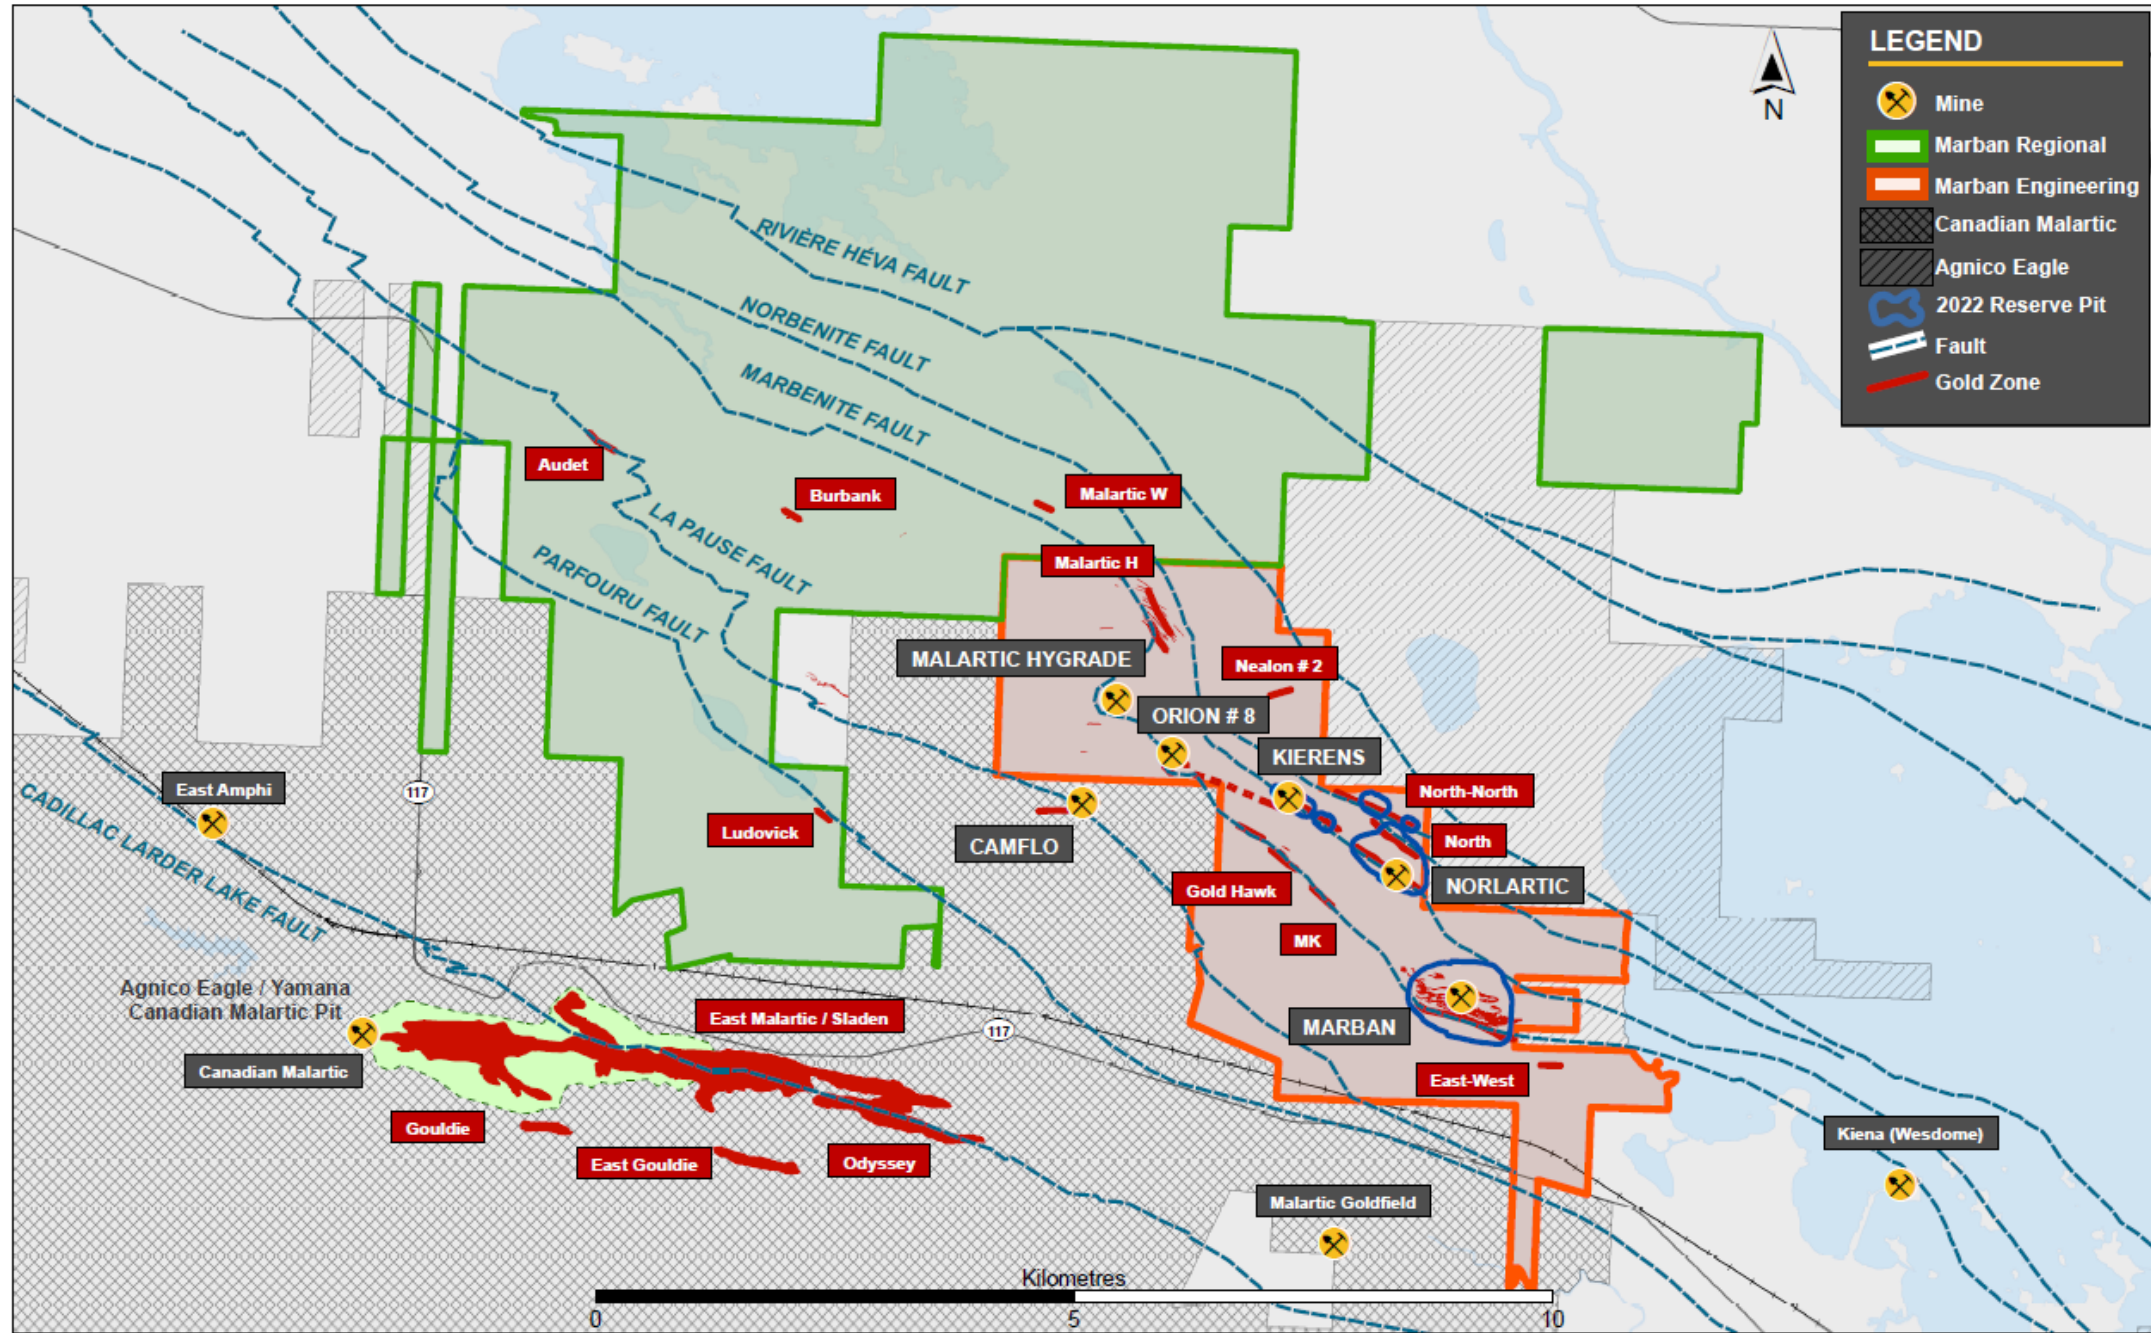 LEGEND
Mine
Marban Regional
Marban Engineering
Canadian Malartic
Agnico Eagle
2022 Reserve Pit
Fault
Gold Zone
N
RIVIÈRE HÉVA FAULT
NORBENITE FAULT
MARBENITE FAULT
Audet
Burbank
Malartic W
LA PAUSE FAULT
PARFOURU FAULT
Malartic H
MALARTIC HYGRADE
Nealon # 2
ORION # 8
KIERENS
East Amphi
117
North-North
CADILLAC LARDER LAKE FAULT
Ludovick
CAMFLO
North
Gold Hawk
NORLARTIC
MK
Agnico Eagle / Yamana
Canadian Malartic Pit
East Malartic / Sladen
117
MARBAN
Canadian Malartic
East-West
Gouldie
East Gouldie
Odyssey
Kiena (Wesdome)
Malartic Goldfield
Kilometres
0
5
10